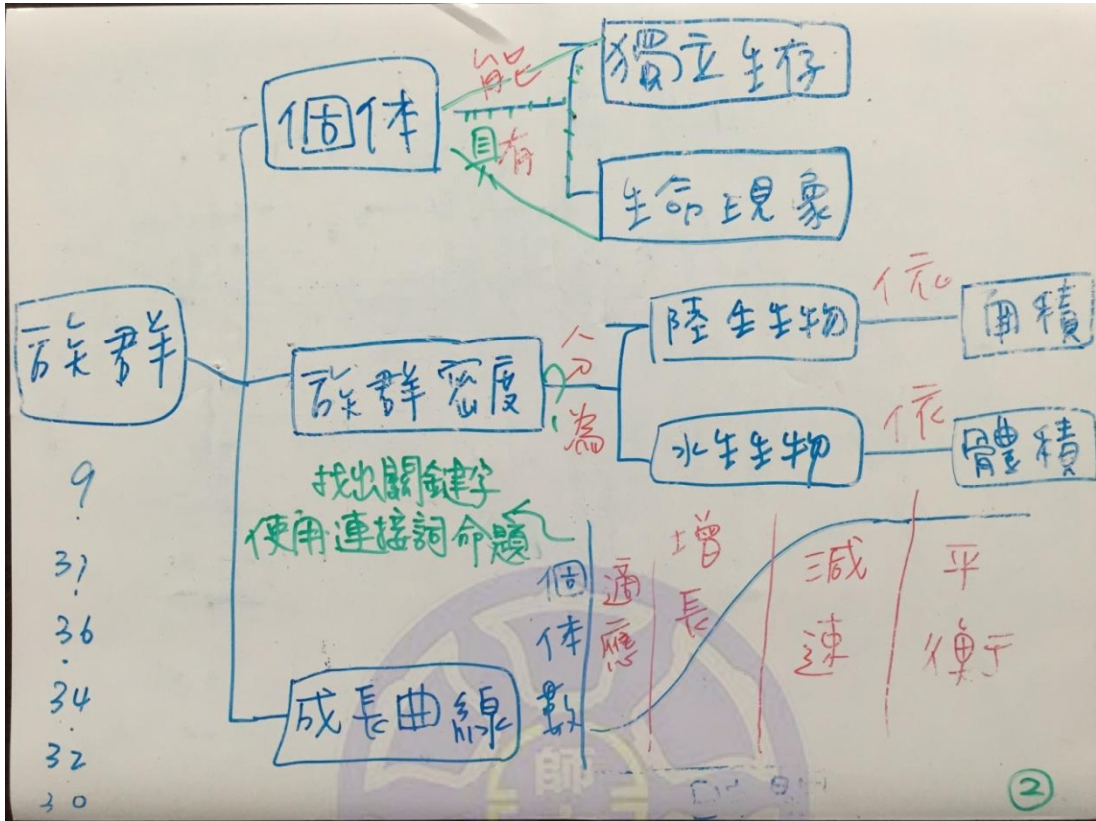 族群
個体
能
具有
獨立生存
生命現象
族群密度
分為
陸生生物
依
面積
水生生物
依
體積
找出關鍵字
使用連接詞命題
成長曲線
個体數
適應
增長
減速
平衡
9
31
36
34
32
30
師
2